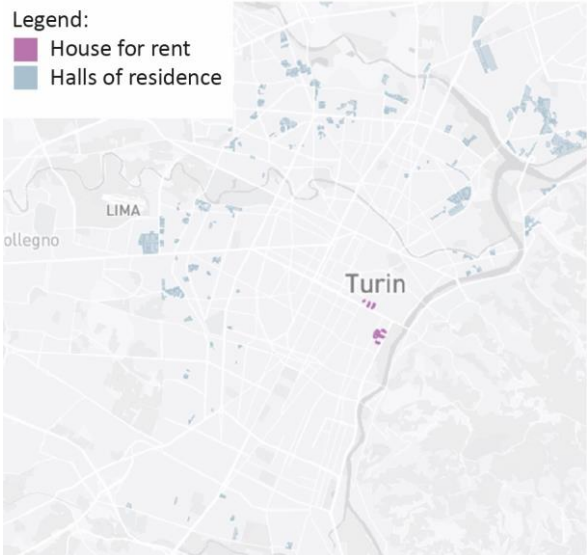 Legend:
House for rent
Halls of residence
LIMA
ollegno
Turin